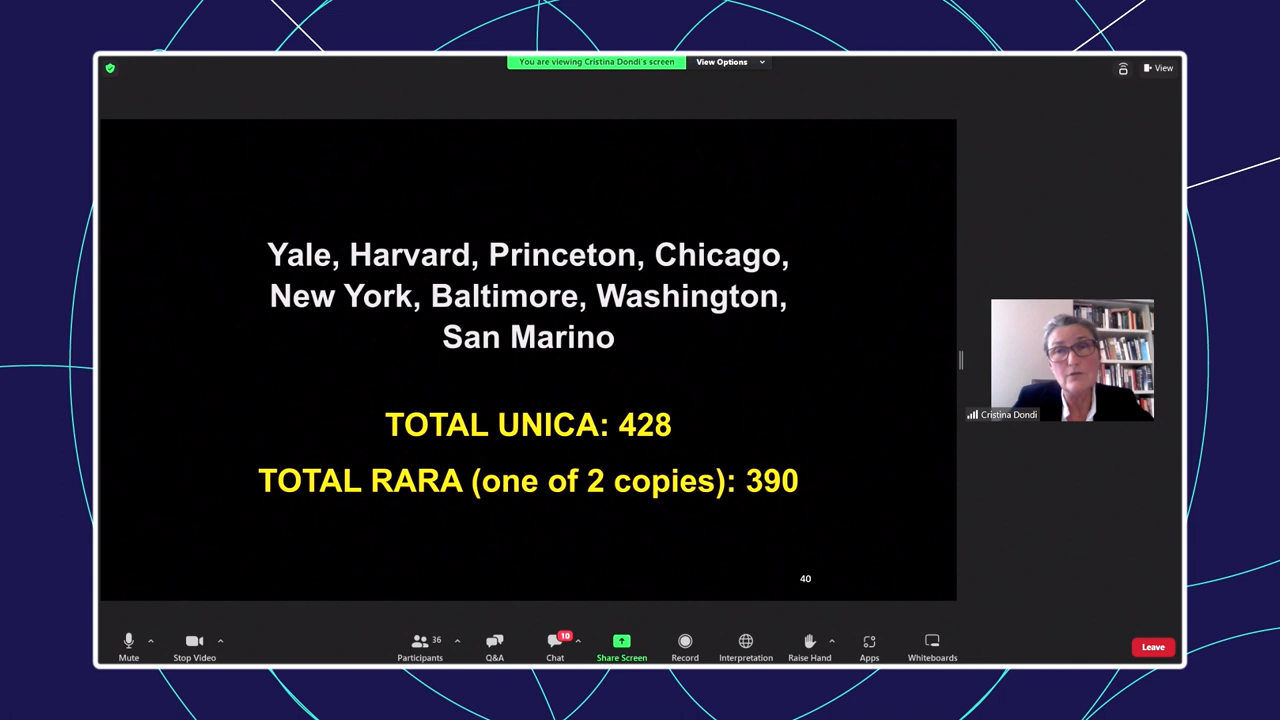 You are viewing Cristina Dondi's screen
View Options
View
Yale, Harvard, Princeton, Chicago,
New York, Baltimore, Washington,
San Marino
TOTAL UNICA: 428
TOTAL RARA (one of 2 copies): 390
40
Cristina Dondi
Mute
Stop Video
36
Participants
Q&A
10
Chat
Share Screen
Record
Interpretation
Raise Hand
Apps
Whiteboards
Leave